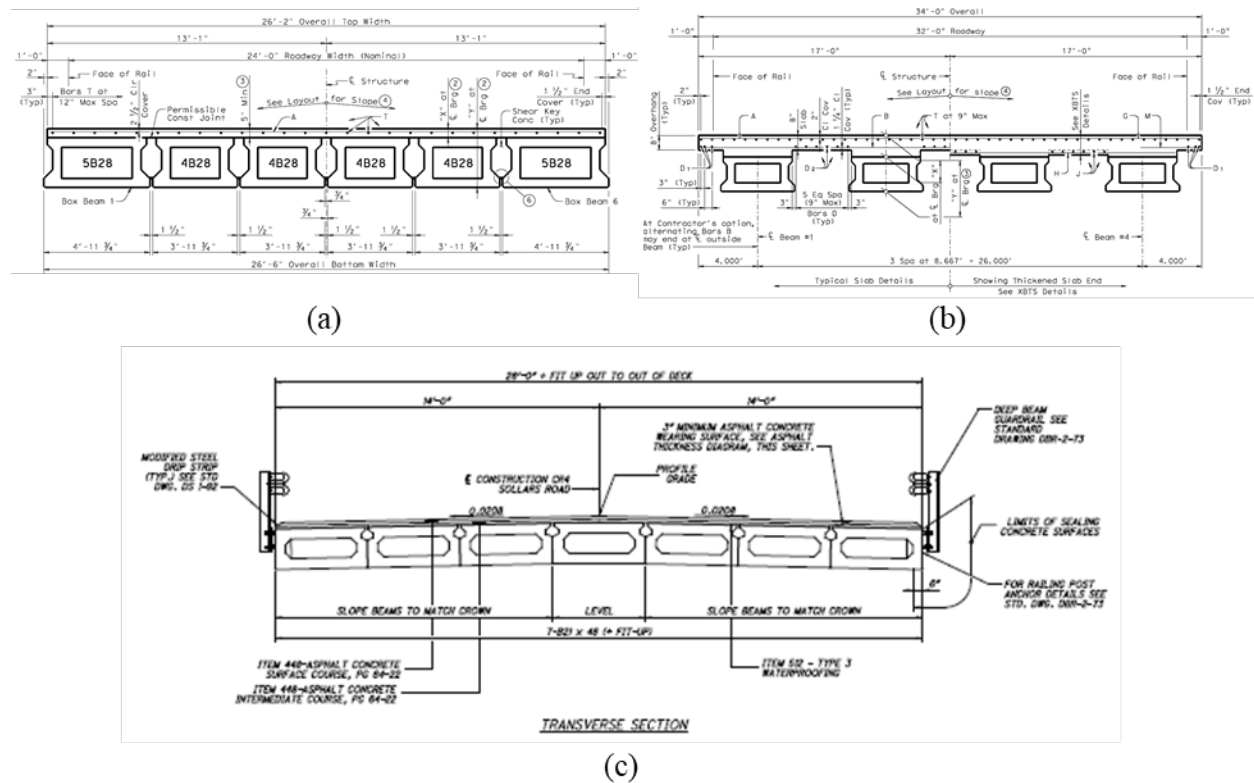 26'-2" Overall Top Width
13'-1"
13'-1"
1'-0"
24'-0" Roadway Width (Nominal)
1'-0"
2"
Face of Rail
℄ Structure
Face of Rail
2"
3"
(Typ)
Bars T at
12" Max Spa
2 1/2" Clr
Cover
Permissible
Const Joint
5" Min ③
See Layout for Slope ④
"X" at
℄ Brg ②
"Y" at
℄ Brg ②
1 1/2" End
Cover (Typ)
Shear Key
Conc (Typ)
A
T
5B28
4B28
4B28
4B28
4B28
5B28
Box Beam 1
Box Beam 6
⑥
3/4"
3/4"
1 1/2"
1 1/2"
1 1/2"
1 1/2"
4'-11 3/4"
3'-11 3/4"
3'-11 3/4"
3'-11 3/4"
3'-11 3/4"
4'-11 3/4"
26'-6" Overall Bottom Width
(a)
34'-0" Overall
1'-0"
32'-0" Roadway
1'-0"
17'-0"
17'-0"
Face of Rail
℄ Structure
Face of Rail
See Layout for slope ④
2"
(Typ)
8" Overhang
(Typ)
A
8"
Slab
2"
Cl Cov
1 1/4" Cl
Cov (Typ)
B
T at 9" Max
See XBTS
Details
G
M
1 1/2" End
Cov (Typ)
D1
D2
H
J
D1
3" (Typ)
6" (Typ)
3"
5 Eq Spa
(9" Max)
3"
Bars D
(Typ)
"X"
at ℄ Brg
"Y" at
℄ Brg ③
At Contractor's option,
alternating Bars B
may end at ℄ outside
Beam (Typ)
℄ Beam #1
℄ Beam #4
4.000'
3 Spa at 8.667' = 26.000'
4.000'
Typical Slab Details
Showing Thickened Slab End
See XBTS Details
(b)
28'-0" + FIT UP OUT TO OUT OF DECK
14'-0"
14'-0"
MODIFIED STEEL
DRIP STRIP
(TYP.) SEE STD
DWG. DS 1-92
℄ CONSTRUCTION CR4
SOLLARS ROAD
3" MINIMUM ASPHALT CONCRETE
WEARING SURFACE, SEE ASPHALT
THICKNESS DIAGRAM, THIS SHEET.
PROFILE
GRADE
DEEP BEAM
GUARDRAIL SEE
STANDARD
DRAWING DBR-2-73
0.0208
0.0208
LIMITS OF SEALING
CONCRETE SURFACES
6"
FOR RAILING POST
ANCHOR DETAILS SEE
STD. DWG. DBR-2-73
SLOPE BEAMS TO MATCH CROWN
LEVEL
SLOPE BEAMS TO MATCH CROWN
7-B21 x 48 (+ FIT-UP)
ITEM 448-ASPHALT CONCRETE
SURFACE COURSE, PG 64-22
ITEM 448-ASPHALT CONCRETE
INTERMEDIATE COURSE, PG 64-22
ITEM 512 - TYPE 3
WATERPROOFING
TRANSVERSE SECTION
(c)